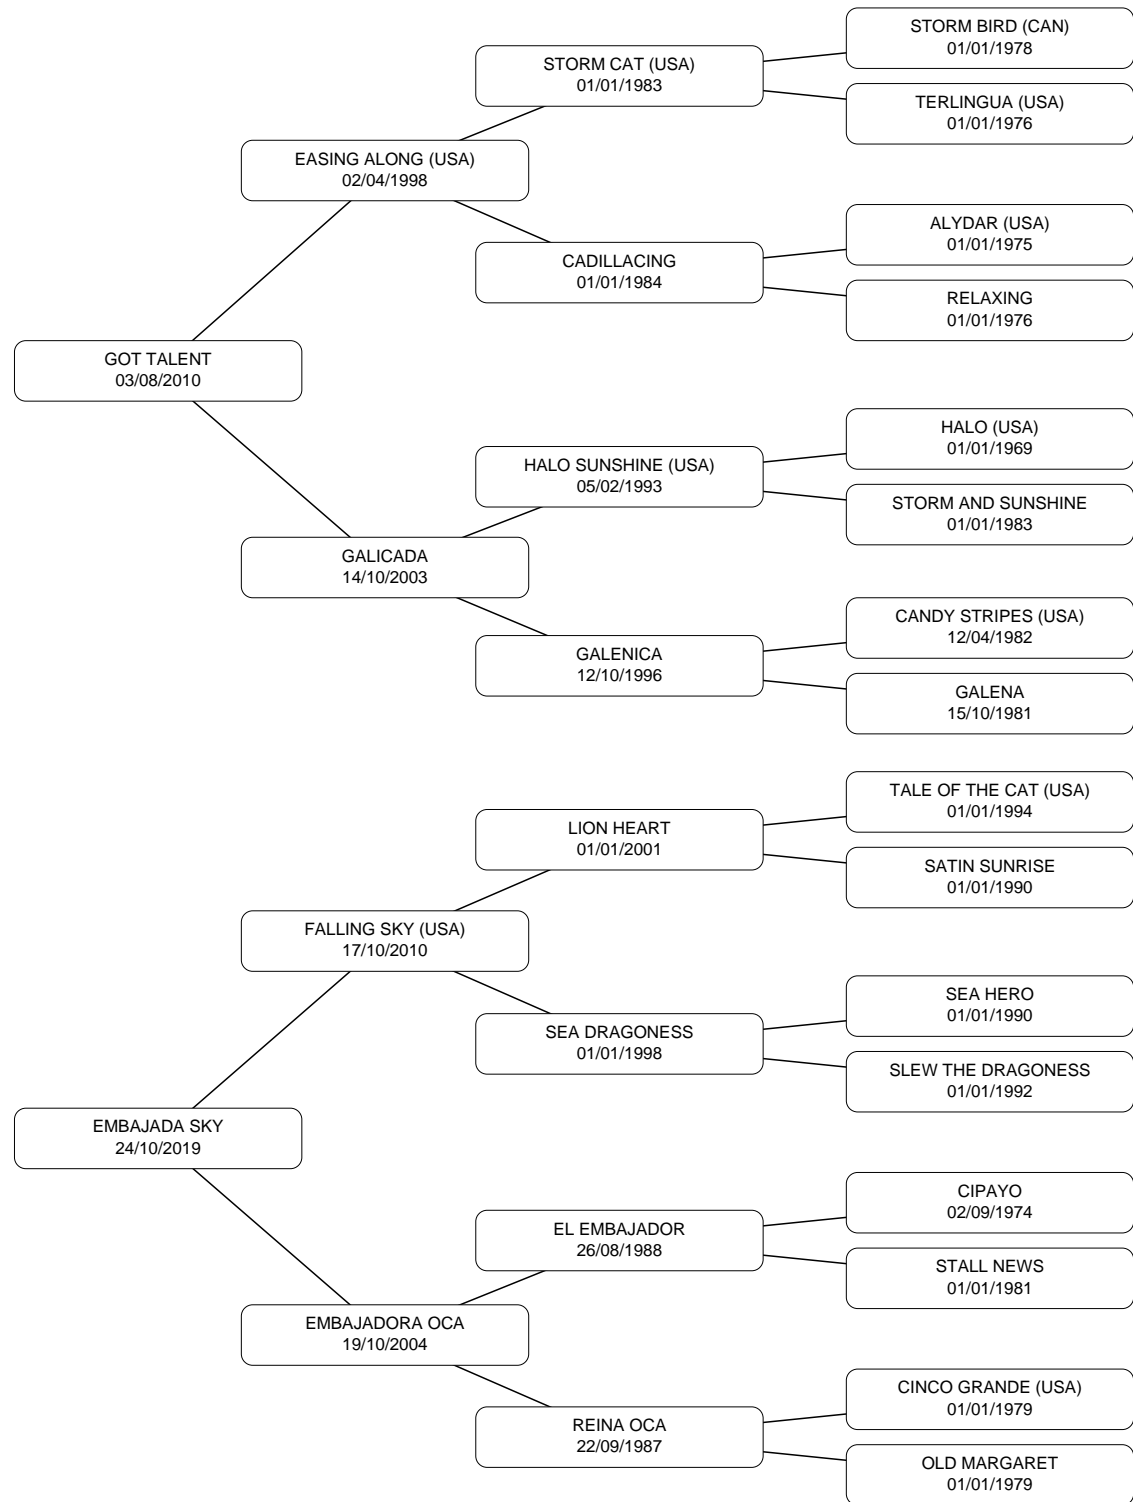 STORM BIRD (CAN)
01/01/1978
STORM CAT (USA)
01/01/1983
TERLINGUA (USA)
01/01/1976
EASING ALONG (USA)
02/04/1998
ALYDAR (USA)
01/01/1975
CADILLACING
01/01/1984
RELAXING
01/01/1976
GOT TALENT
03/08/2010
HALO (USA)
01/01/1969
HALO SUNSHINE (USA)
05/02/1993
STORM AND SUNSHINE
01/01/1983
GALICADA
14/10/2003
CANDY STRIPES (USA)
12/04/1982
GALENICA
12/10/1996
GALENA
15/10/1981
TALE OF THE CAT (USA)
01/01/1994
LION HEART
01/01/2001
SATIN SUNRISE
01/01/1990
FALLING SKY (USA)
17/10/2010
SEA HERO
01/01/1990
SEA DRAGONESS
01/01/1998
SLEW THE DRAGONESS
01/01/1992
EMBAJADA SKY
24/10/2019
CIPAYO
02/09/1974
EL EMBAJADOR
26/08/1988
STALL NEWS
01/01/1981
EMBAJADORA OCA
19/10/2004
CINCO GRANDE (USA)
01/01/1979
REINA OCA
22/09/1987
OLD MARGARET
01/01/1979